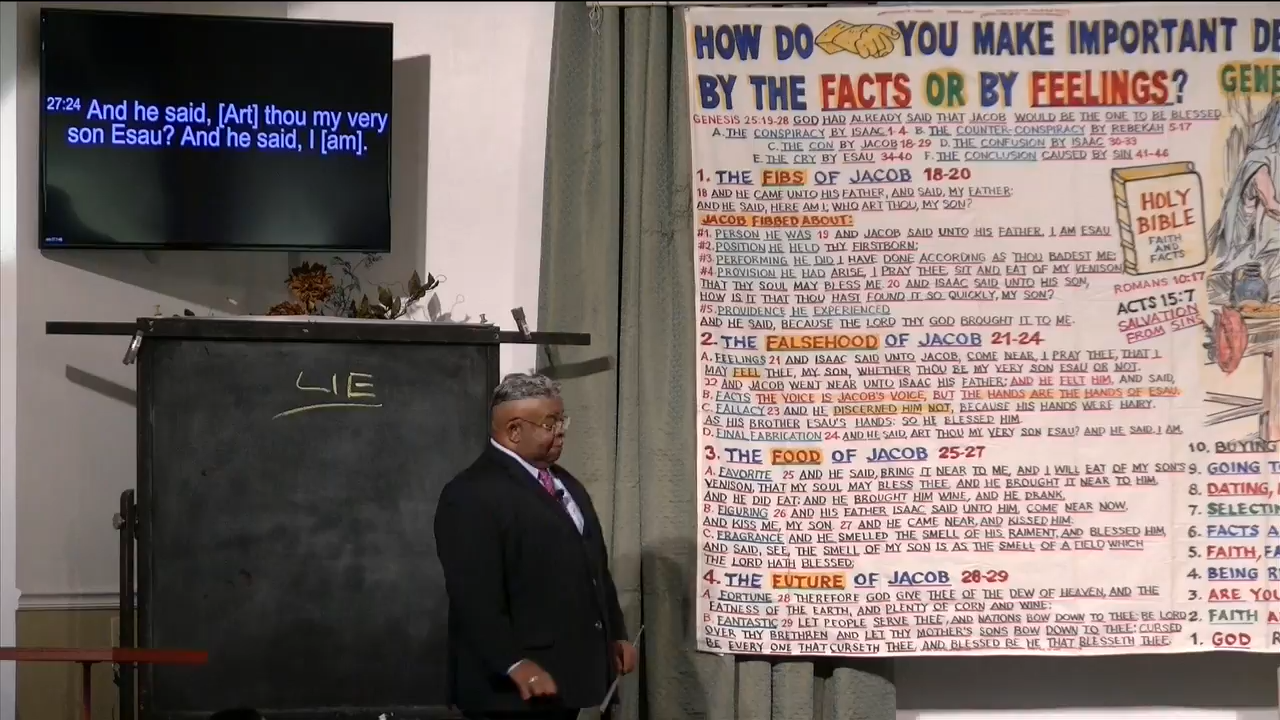 27:24 And he said, [Art] thou my very
son Esau? And he said, I [am].
LIE
HOW DO YOU MAKE IMPORTANT DE
BY THE FACTS OR BY FEELINGS? GENE
GENESIS 25:19-28 GOD HAD ALREADY SAID THAT JACOB WOULD BE THE ONE TO BE BLESSED
A. THE CONSPIRACY BY ISAAC 1-4 B. THE COUNTER-CONSPIRACY BY REBEKAH 5-17
C. THE CON BY JACOB 18-29 D. THE CONFUSION BY ISAAC 30-33
E. THE CRY BY ESAU 34-40 F. THE CONCLUSION CAUSED BY SIN 41-46
1. THE FIBS OF JACOB 18-20
18 AND HE CAME UNTO HIS FATHER, AND SAID, MY FATHER:
AND HE SAID, HERE AM I; WHO ART THOU, MY SON?
JACOB FIBBED ABOUT:
#1. PERSON HE WAS 19 AND JACOB SAID UNTO HIS FATHER, I AM ESAU
#2. POSITION HE HELD THY FIRSTBORN;
#3. PERFORMING HE DID I HAVE DONE ACCORDING AS THOU BADEST ME:
#4. PROVISION HE HAD ARISE, I PRAY THEE, SIT AND EAT OF MY VENISON,
THAT THY SOUL MAY BLESS ME. 20 AND ISAAC SAID UNTO HIS SON,
HOW IS IT THAT THOU HAST FOUND IT SO QUICKLY, MY SON?
#5. PROVIDENCE HE EXPERIENCED
AND HE SAID, BECAUSE THE LORD THY GOD BROUGHT IT TO ME.
HOLY
BIBLE
FAITH
AND
FACTS
ROMANS 10:17
ACTS 15:7
SALVATION
FROM SIN
2. THE FALSEHOOD OF JACOB 21-24
A. FEELINGS 21 AND ISAAC SAID UNTO JACOB, COME NEAR, I PRAY THEE, THAT I
MAY FEEL THEE, MY SON, WHETHER THOU BE MY VERY SON ESAU OR NOT.
22 AND JACOB WENT NEAR UNTO ISAAC HIS FATHER; AND HE FELT HIM, AND SAID,
B. FACTS THE VOICE IS JACOB'S VOICE, BUT THE HANDS ARE THE HANDS OF ESAU.
C. FALLACY 23 AND HE DISCERNED HIM NOT, BECAUSE HIS HANDS WERE HAIRY,
AS HIS BROTHER ESAU'S HANDS: SO HE BLESSED HIM.
D. FINAL FABRICATION 24 AND HE SAID, ART THOU MY VERY SON ESAU? AND HE SAID, I AM.
3. THE FOOD OF JACOB 25-27
A. FAVORITE 25 AND HE SAID, BRING IT NEAR TO ME, AND I WILL EAT OF MY SON'S
VENISON, THAT MY SOUL MAY BLESS THEE. AND HE BROUGHT IT NEAR TO HIM,
AND HE DID EAT: AND HE BROUGHT HIM WINE, AND HE DRANK.
B. FIGURING 26 AND HIS FATHER ISAAC SAID UNTO HIM, COME NEAR NOW,
AND KISS ME, MY SON. 27 AND HE CAME NEAR, AND KISSED HIM:
C. FRAGRANCE AND HE SMELLED THE SMELL OF HIS RAIMENT, AND BLESSED HIM,
AND SAID, SEE, THE SMELL OF MY SON IS AS THE SMELL OF A FIELD WHICH
THE LORD HATH BLESSED:
4. THE FUTURE OF JACOB 28-29
A. FORTUNE 28 THEREFORE GOD GIVE THEE OF THE DEW OF HEAVEN, AND THE
FATNESS OF THE EARTH, AND PLENTY OF CORN AND WINE:
B. FANTASTIC 29 LET PEOPLE SERVE THEE, AND NATIONS BOW DOWN TO THEE: BE LORD
OVER THY BRETHREN AND LET THY MOTHER'S SONS BOW DOWN TO THEE: CURSED
BE EVERY ONE THAT CURSETH THEE, AND BLESSED BE HE THAT BLESSETH THEE.
10. BUYING
9. GOING T
8. DATING,
7. SELECTIN
6. FACTS A
5. FAITH, FA
4. BEING R
3. ARE YOU
2. FAITH A
1. GOD R